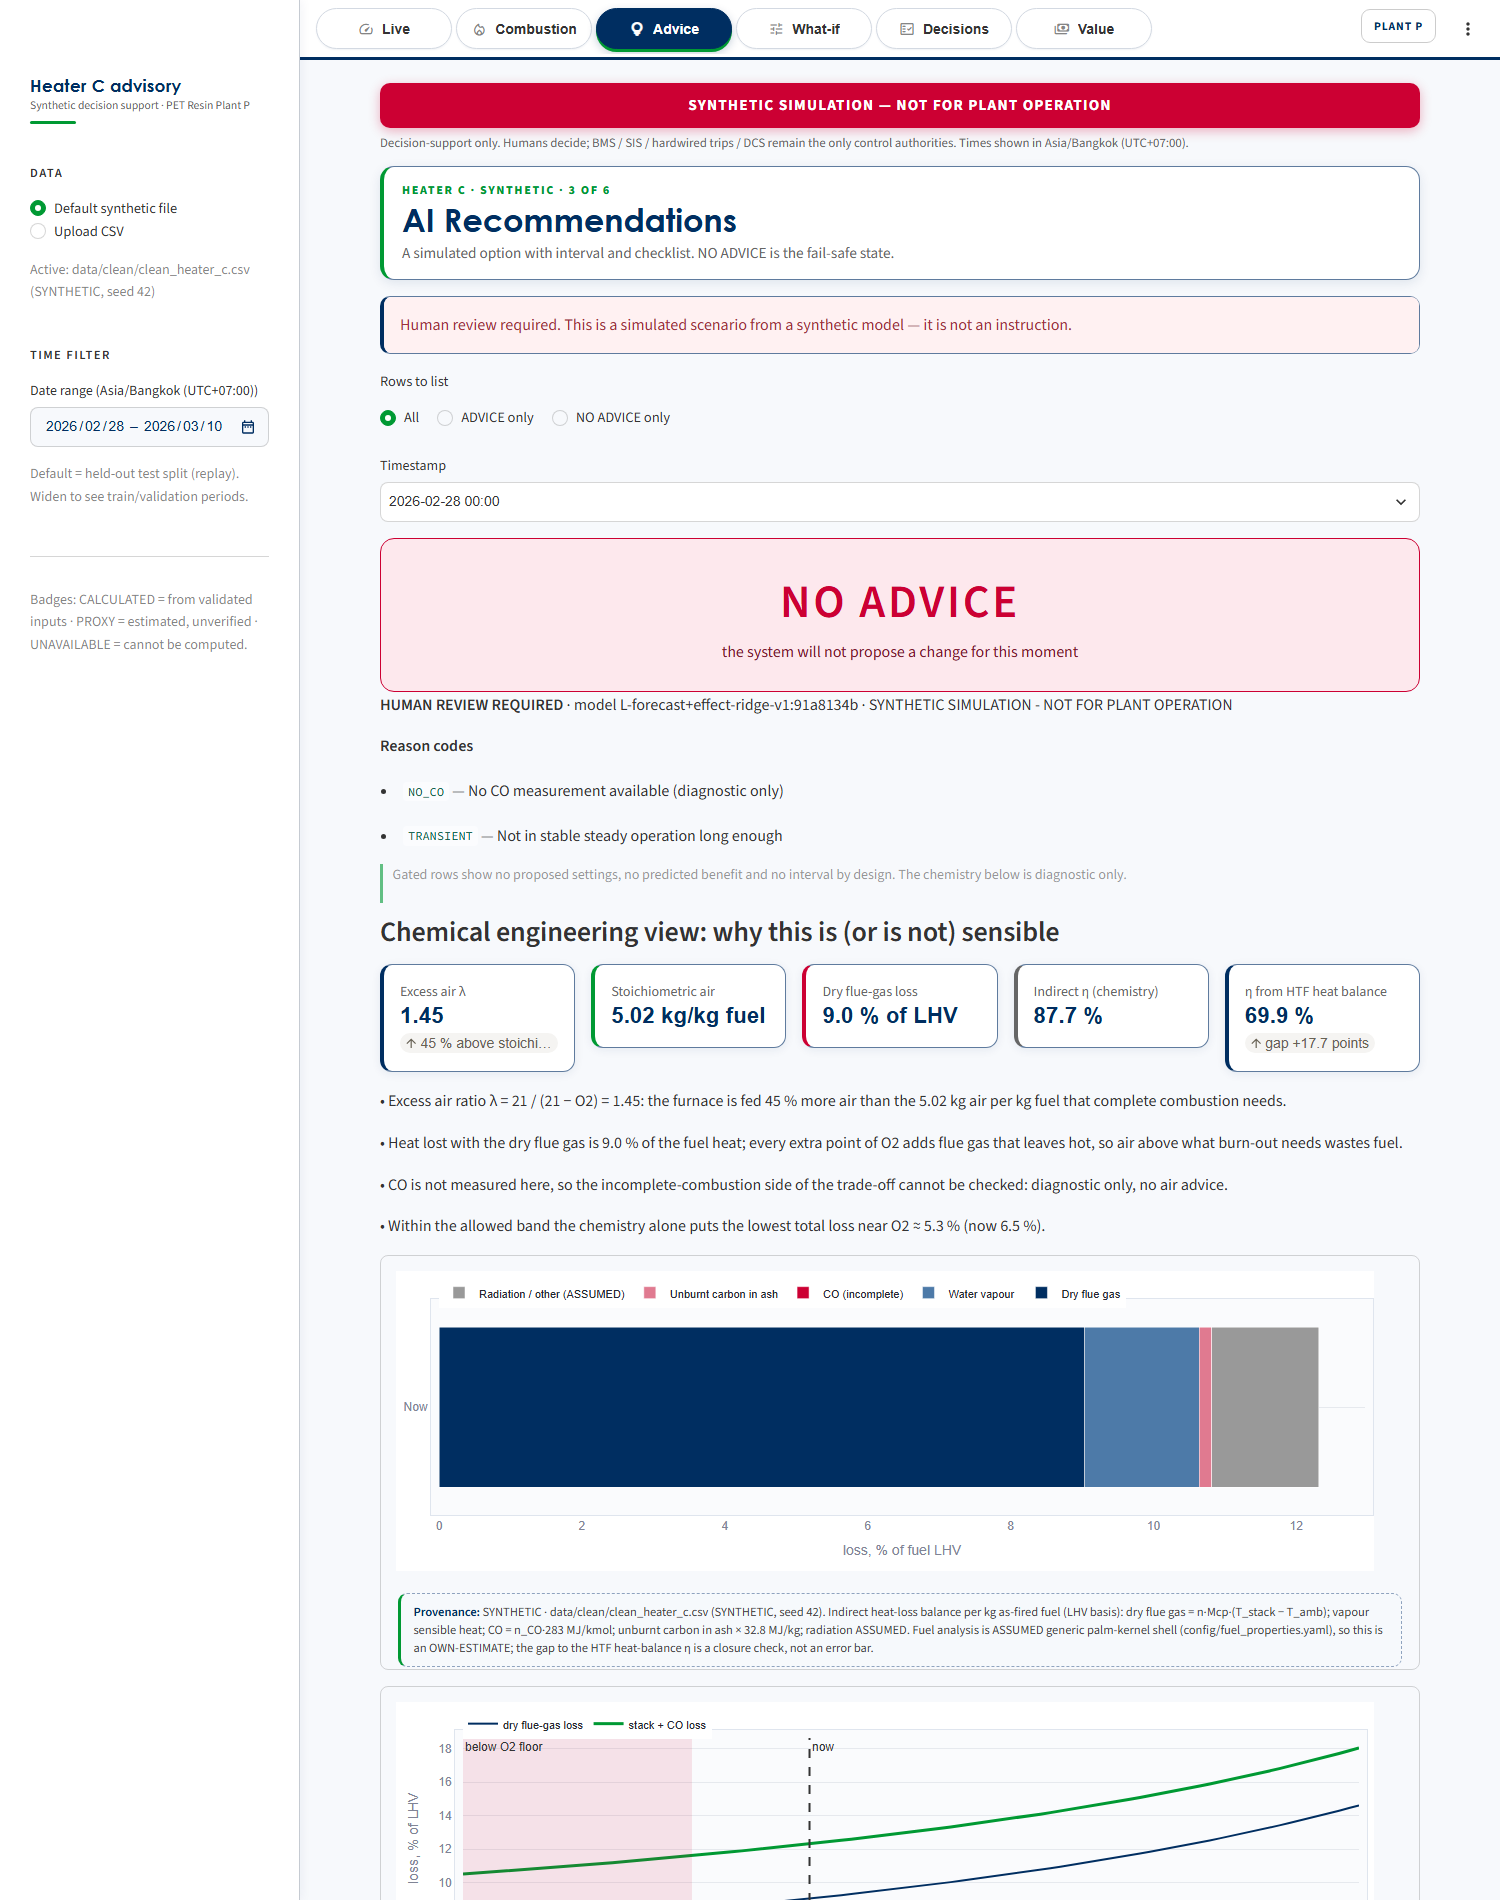 Live
Combustion
Advice
What-if
Decisions
Value
PLANT P
Heater C advisory
Synthetic decision support · PET Resin Plant P
DATA
Default synthetic file
Upload CSV
Active: data/clean/clean_heater_c.csv
(SYNTHETIC, seed 42)
TIME FILTER
Date range (Asia/Bangkok (UTC+07:00))
2026/02/28 – 2026/03/10
Default = held-out test split (replay).
Widen to see train/validation periods.
Badges: CALCULATED = from validated
inputs · PROXY = estimated, unverified ·
UNAVAILABLE = cannot be computed.
SYNTHETIC SIMULATION — NOT FOR PLANT OPERATION
Decision-support only. Humans decide; BMS / SIS / hardwired trips / DCS remain the only control authorities. Times shown in Asia/Bangkok (UTC+07:00).
HEATER C · SYNTHETIC · 3 OF 6
AI Recommendations
A simulated option with interval and checklist. NO ADVICE is the fail-safe state.
Human review required. This is a simulated scenario from a synthetic model — it is not an instruction.
Rows to list
All
ADVICE only
NO ADVICE only
Timestamp
2026-02-28 00:00
NO ADVICE
the system will not propose a change for this moment
HUMAN REVIEW REQUIRED · model L-forecast+effect-ridge-v1:91a8134b · SYNTHETIC SIMULATION - NOT FOR PLANT OPERATION
Reason codes
• NO_CO — No CO measurement available (diagnostic only)
• TRANSIENT — Not in stable steady operation long enough
Gated rows show no proposed settings, no predicted benefit and no interval by design. The chemistry below is diagnostic only.
Chemical engineering view: why this is (or is not) sensible
Excess air λ
1.45
↑ 45 % above stoichi...
Stoichiometric air
5.02 kg/kg fuel
Dry flue-gas loss
9.0 % of LHV
Indirect η (chemistry)
87.7 %
η from HTF heat balance
69.9 %
↑ gap +17.7 points
• Excess air ratio λ = 21 / (21 − O2) = 1.45: the furnace is fed 45 % more air than the 5.02 kg air per kg fuel that complete combustion needs.
• Heat lost with the dry flue gas is 9.0 % of the fuel heat; every extra point of O2 adds flue gas that leaves hot, so air above what burn-out needs wastes fuel.
• CO is not measured here, so the incomplete-combustion side of the trade-off cannot be checked: diagnostic only, no air advice.
• Within the allowed band the chemistry alone puts the lowest total loss near O2 ≈ 5.3 % (now 6.5 %).
Radiation / other (ASSUMED)
Unburnt carbon in ash
CO (incomplete)
Water vapour
Dry flue gas
Now
0 2 4 6 8 10 12
loss, % of fuel LHV
Provenance: SYNTHETIC · data/clean/clean_heater_c.csv (SYNTHETIC, seed 42). Indirect heat-loss balance per kg as-fired fuel (LHV basis): dry flue gas = n·Mcp·(T_stack − T_amb); vapour
sensible heat; CO = n_CO·283 MJ/kmol; unburnt carbon in ash × 32.8 MJ/kg; radiation ASSUMED. Fuel analysis is ASSUMED generic palm-kernel shell (config/fuel_properties.yaml), so this is
an OWN-ESTIMATE; the gap to the HTF heat-balance η is a closure check, not an error bar.
dry flue-gas loss
stack + CO loss
below O2 floor
now
18
16
14
12
10
loss, % of LHV